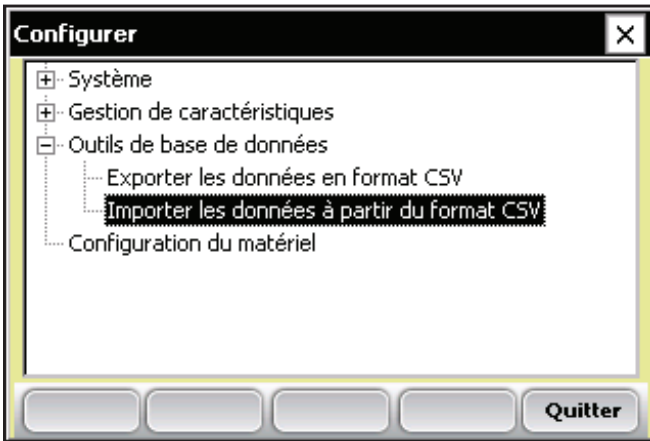 Configurer
Système
Gestion de caractéristiques
Outils de base de données
Exporter les données en format CSV
Importer les données à partir du format CSV
Configuration du matériel
Quitter